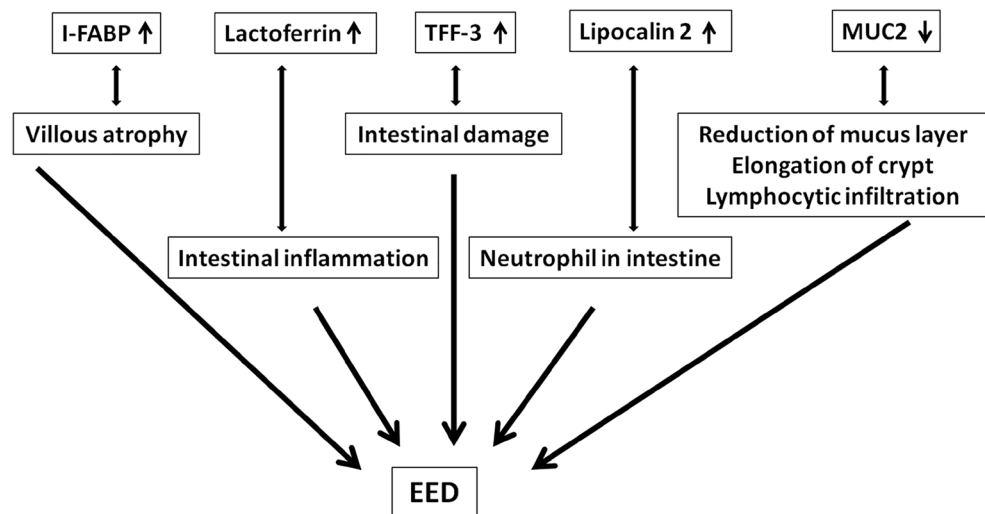 I-FABP ↑
Lactoferrin ↑
TFF-3 ↑
Lipocalin 2 ↑
MUC2 ↓
Villous atrophy
Intestinal damage
Reduction of mucus layer
Elongation of crypt
Lymphocytic infiltration
Intestinal inflammation
Neutrophil in intestine
EED